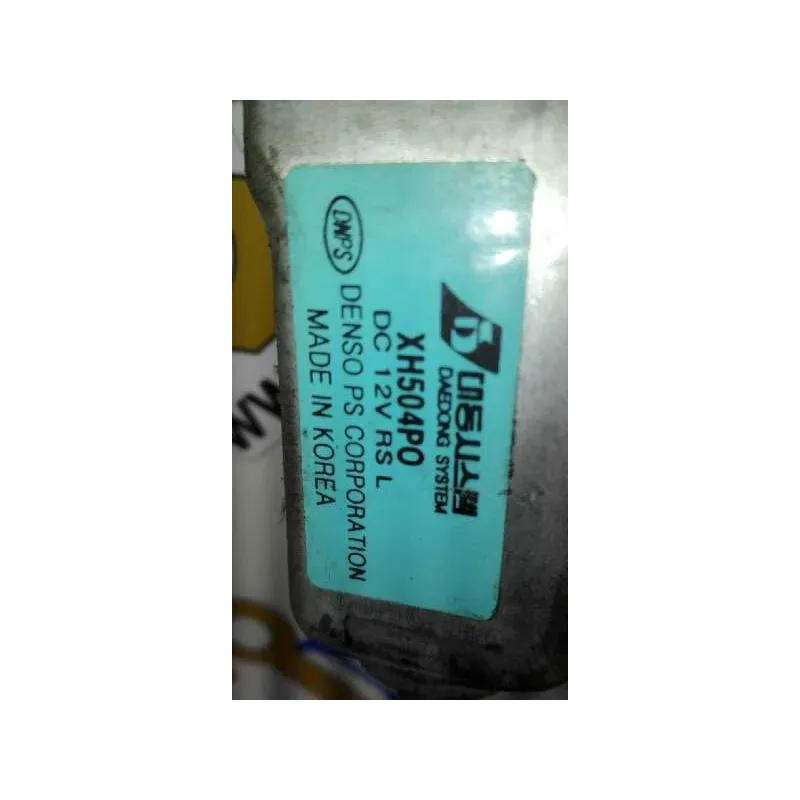 대동시스템
DAEDONG SYSTEM
XH504PO
DC 12V RS L
DWPS DENSO PS CORPORATION
MADE IN KOREA